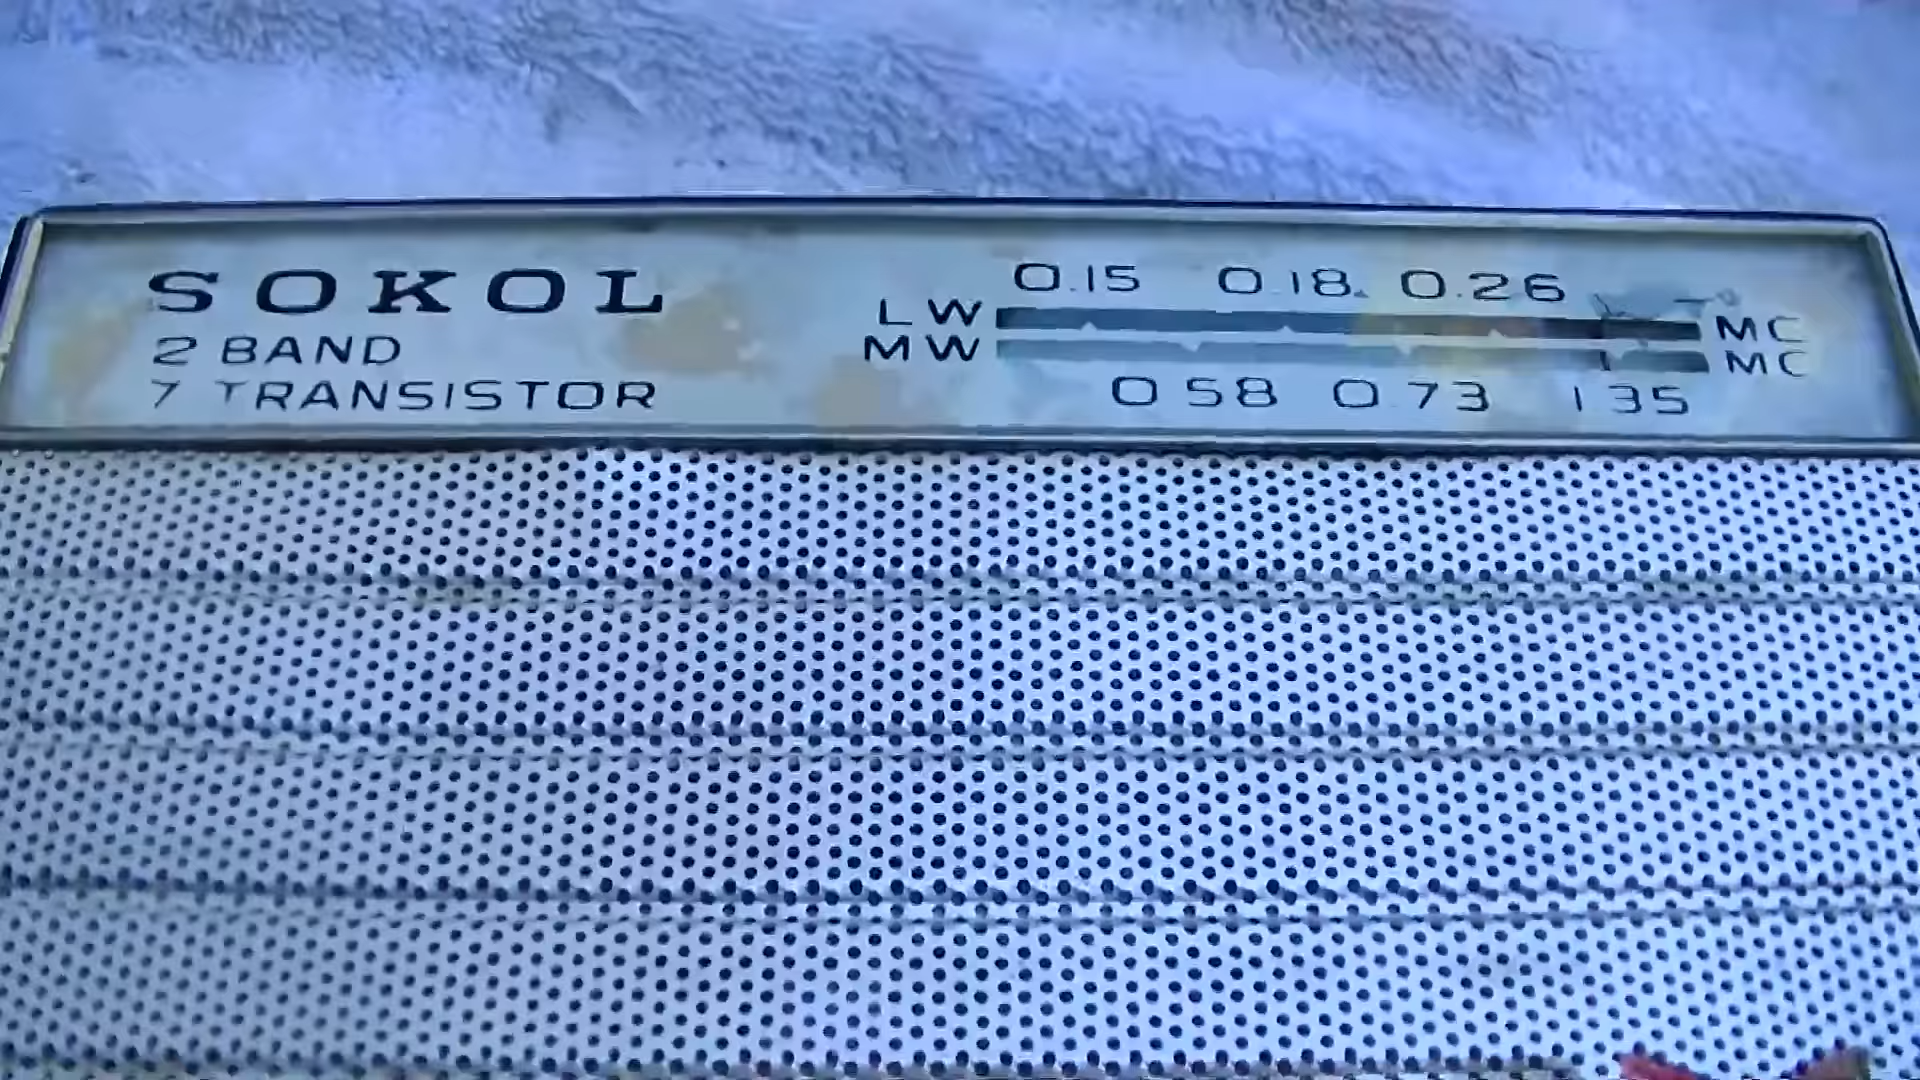 SOKOL
2 BAND
7 TRANSISTOR
0.15 0.18 0.26
LW MC
MW MC
0 58 0 73 1 35